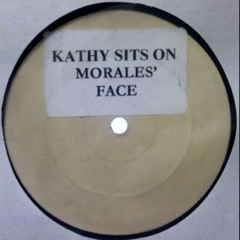 KATHY SITS ON
MORALES'
FACE